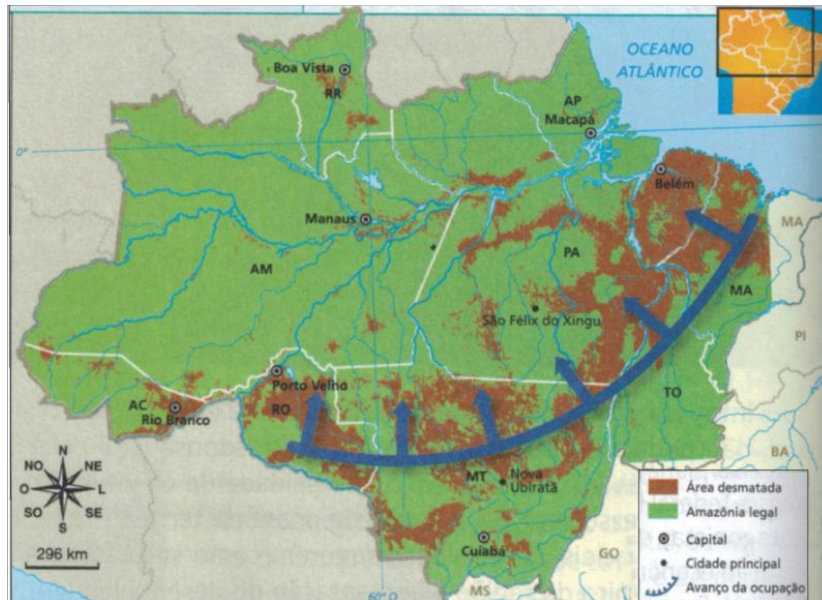 OCEANO
ATLÂNTICO
Boa Vista
RR
AP
Macapá
0°
Belém
Manaus
MA
AM
PA
MA
São Félix do Xingu
PI
Porto Velho
TO
AC
RO
Rio Branco
BA
MT
Nova
Ubiratã
N
NO
NE
O
L
SO
SE
S
296 km
Cuiabá
GO
MS
60° O
Área desmatada
Amazônia legal
Capital
Cidade principal
Avanço da ocupação